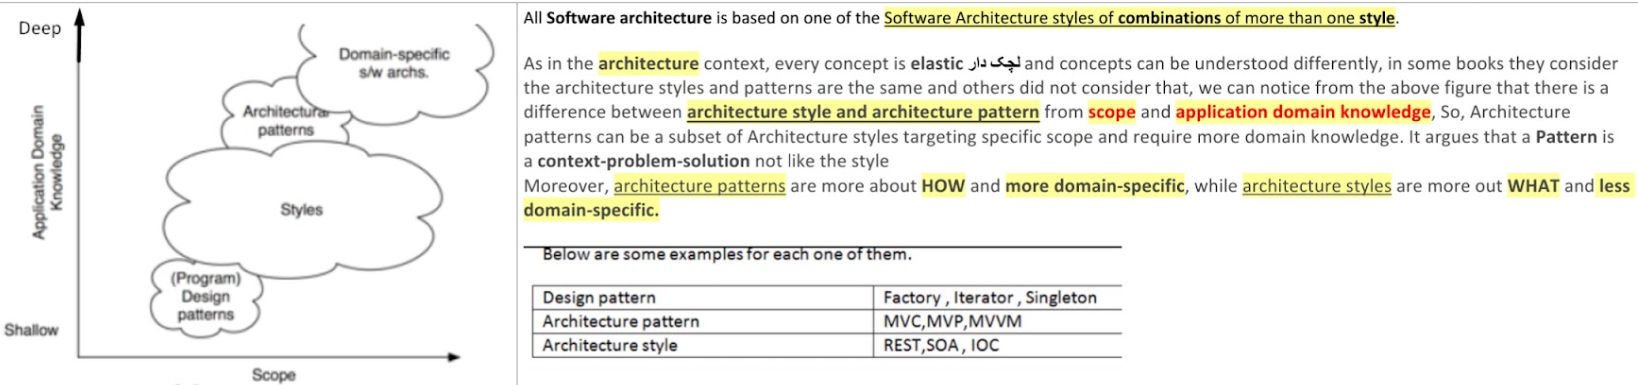 Deep
Application Domain
Knowledge
Shallow
Scope
Domain-specific
s/w archs.
Architectural
patterns
Styles
(Program)
Design
patterns
All Software architecture is based on one of the Software Architecture styles of combinations of more than one style.
As in the architecture context, every concept is elastic لچک دار and concepts can be understood differently, in some books they consider
the architecture styles and patterns are the same and others did not consider that, we can notice from the above figure that there is a
difference between architecture style and architecture pattern from scope and application domain knowledge, So, Architecture
patterns can be a subset of Architecture styles targeting specific scope and require more domain knowledge. It argues that a Pattern is
a context-problem-solution not like the style
Moreover, architecture patterns are more about HOW and more domain-specific, while architecture styles are more out WHAT and less
domain-specific.
Below are some examples for each one of them.
Design pattern Factory , Iterator , Singleton
Architecture pattern MVC,MVP,MVVM
Architecture style REST,SOA , IOC